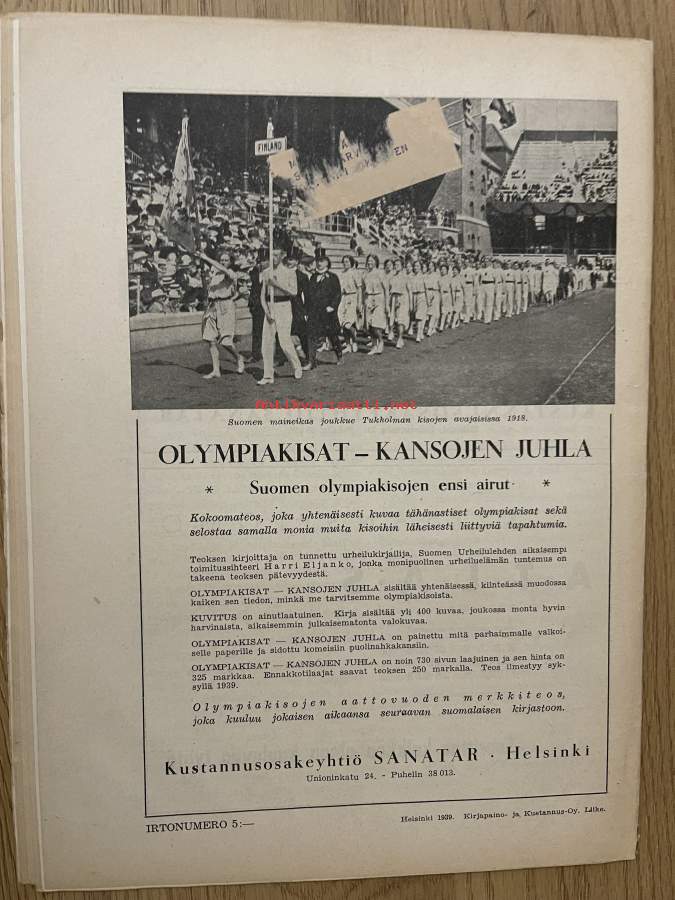 FINLAND
Antikvariaatti.net
Suomen maineikas joukkue Tukholman kisojen avajaisissa 1918.
OLYMPIAKISAT — KANSOJEN JUHLA
* Suomen olympiakisojen ensi airut *
Kokoomateos, joka yhtenäisesti kuvaa tähänastiset olympiakisat sekä
selostaa samalla monia muita kisoihin läheisesti liittyviä tapahtumia.
Teoksen kirjoittaja on tunnettu urheilukirjailija, Suomen Urheilulehden aikaisempi
toimitussihteeri Harri Eljanko, jonka monipuolinen urheiluelämän tuntemus on
takeena teoksen pätevyydestä.
OLYMPIAKISAT — KANSOJEN JUHLA sisältää yhtenäisessä, kiinteässä muodossa
kaiken sen tiedon, minkä me tarvitsemme olympiakisoista.
KUVITUS on ainutlaatuinen. Kirja sisältää yli 400 kuvaa, joukossa monta hyvin
harvinaista, aikaisemmin julkaisematonta valokuvaa.
OLYMPIAKISAT — KANSOJEN JUHLA on painettu mitä parhaimmalle valkoi-
selle paperille ja sidottu komeisiin puolinahkakansiin.
OLYMPIAKISAT — KANSOJEN JUHLA on noin 730 sivun laajuinen ja sen hinta on
325 markkaa. Ennakkotilaajat saavat teoksen 250 markalla. Teos ilmestyy syk-
syllä 1939.
Olympiakisojen aattovuoden merkkiteos,
joka kuuluu jokaisen aikaansa seuraavan suomalaisen kirjastoon.
Kustannusosakeyhtiö SANATAR · Helsinki
Unioninkatu 24. - Puhelin 38 013.
IRTONUMERO 5:—
Helsinki 1939. Kirjapaino- ja Kustannus-Oy. Liike.